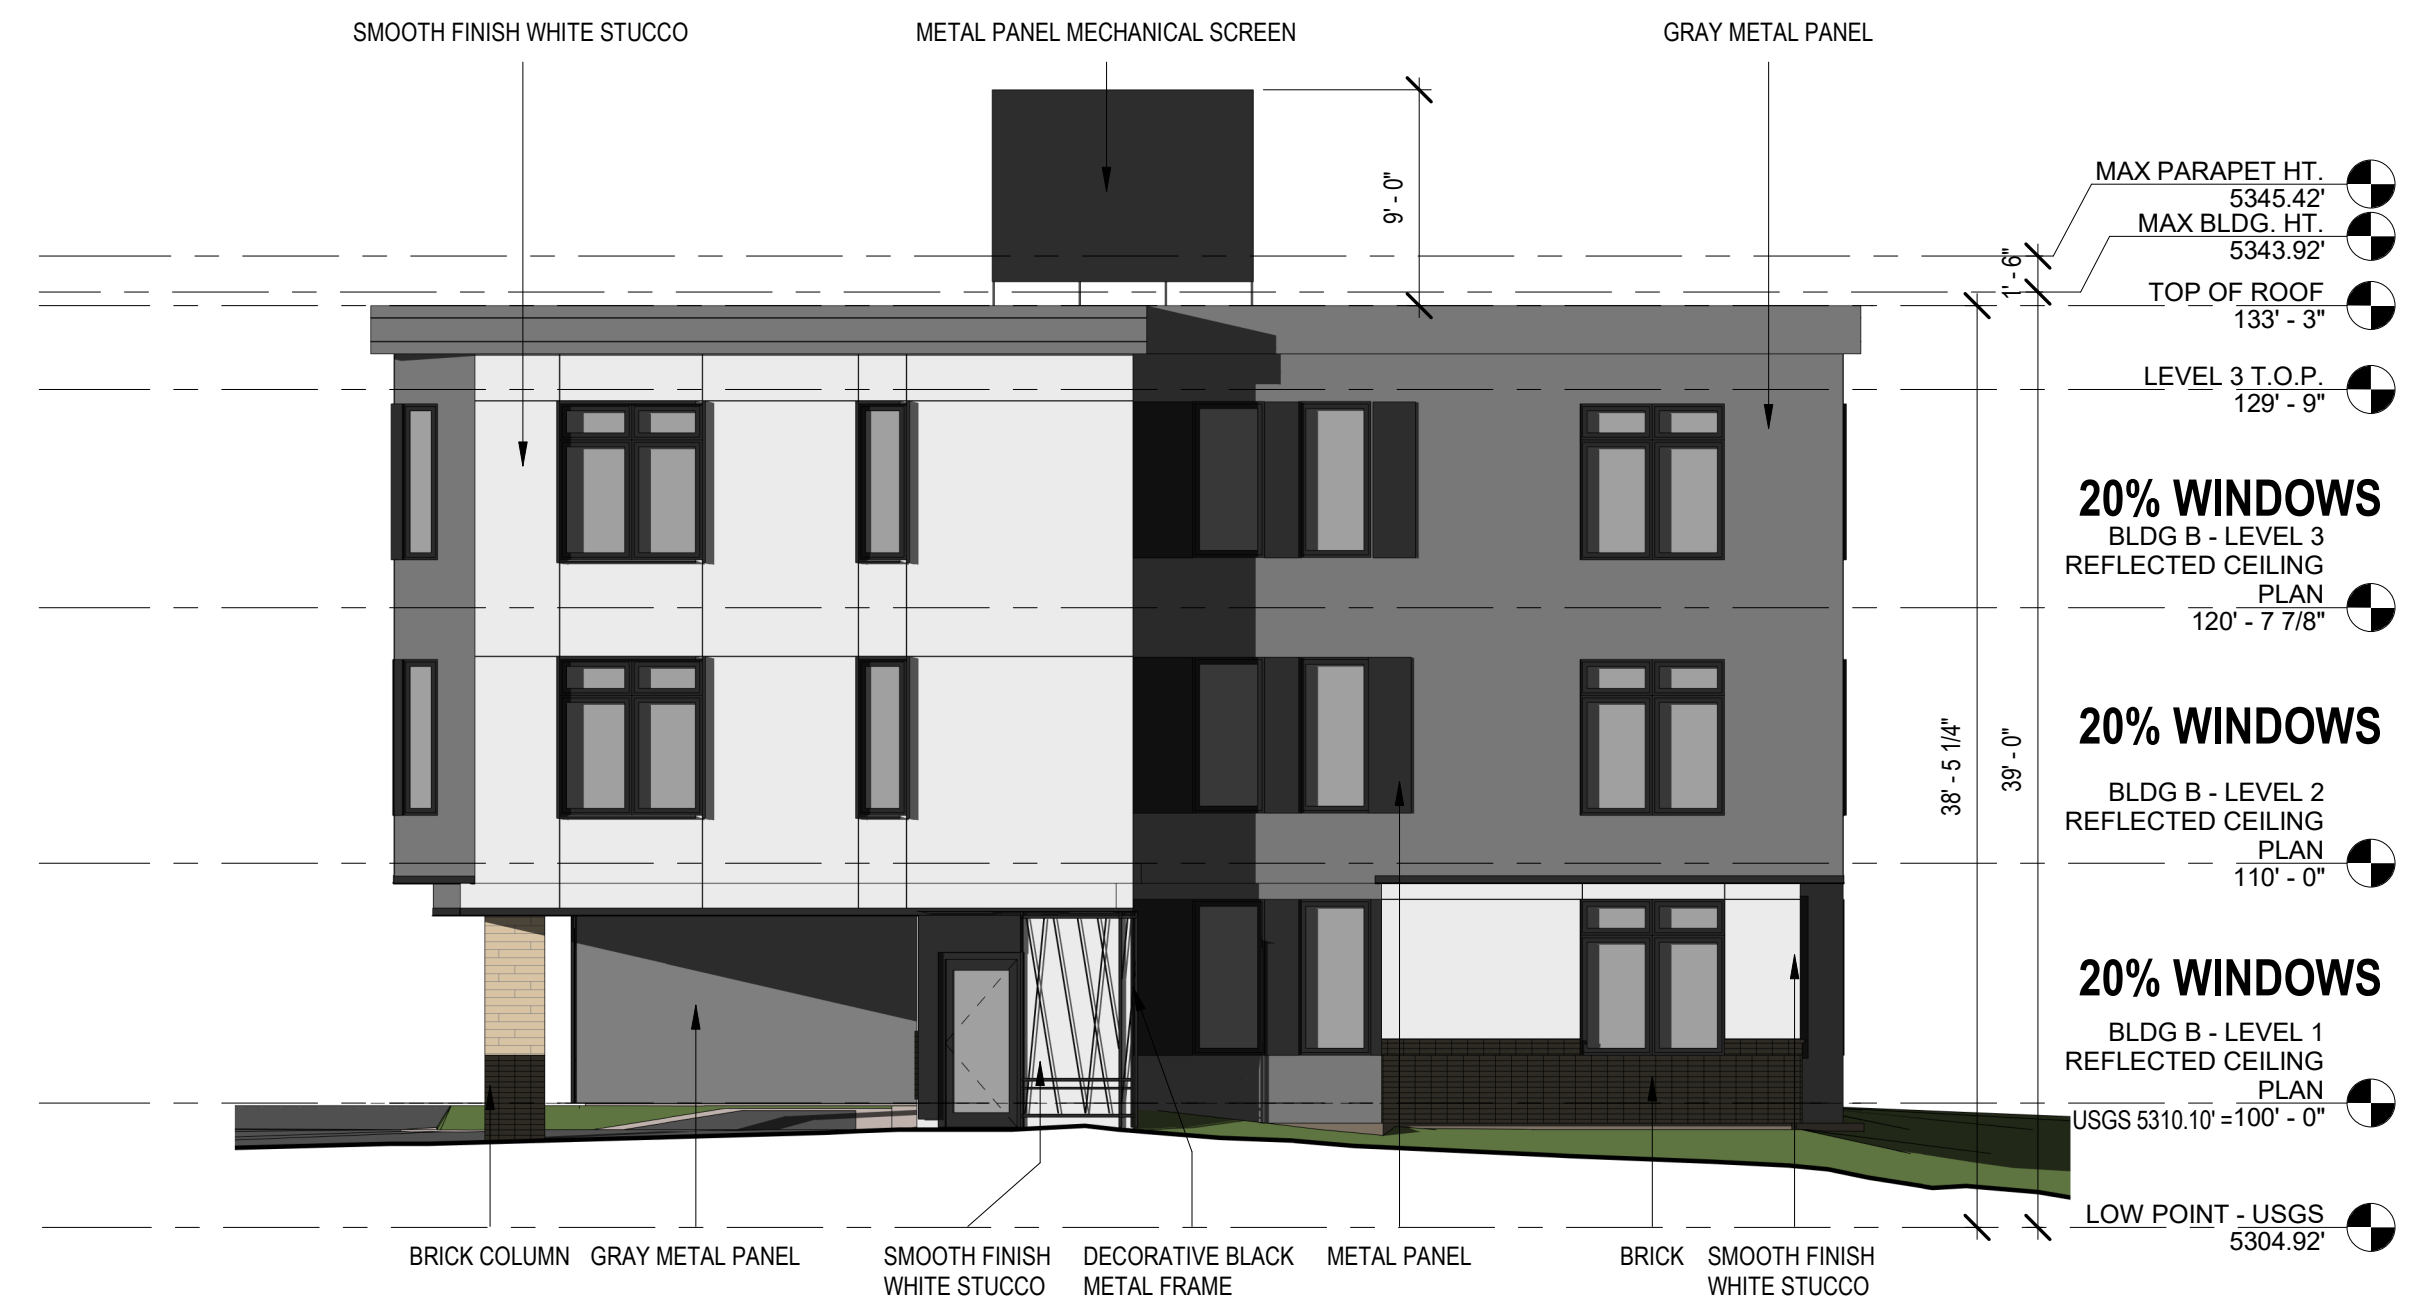 SMOOTH FINISH WHITE STUCCO
METAL PANEL MECHANICAL SCREEN
GRAY METAL PANEL
9' - 0"
MAX PARAPET HT.
5345.42'
MAX BLDG. HT.
5343.92'
1' - 6"
TOP OF ROOF
133' - 3"
LEVEL 3 T.O.P.
129' - 9"
20% WINDOWS
BLDG B - LEVEL 3
REFLECTED CEILING
PLAN
120' - 7 7/8"
20% WINDOWS
38' - 5 1/4"
39' - 0"
BLDG B - LEVEL 2
REFLECTED CEILING
PLAN
110' - 0"
20% WINDOWS
BLDG B - LEVEL 1
REFLECTED CEILING
PLAN
USGS 5310.10' =100' - 0"
LOW POINT - USGS
5304.92'
BRICK COLUMN
GRAY METAL PANEL
SMOOTH FINISH
WHITE STUCCO
DECORATIVE BLACK
METAL FRAME
METAL PANEL
BRICK
SMOOTH FINISH
WHITE STUCCO